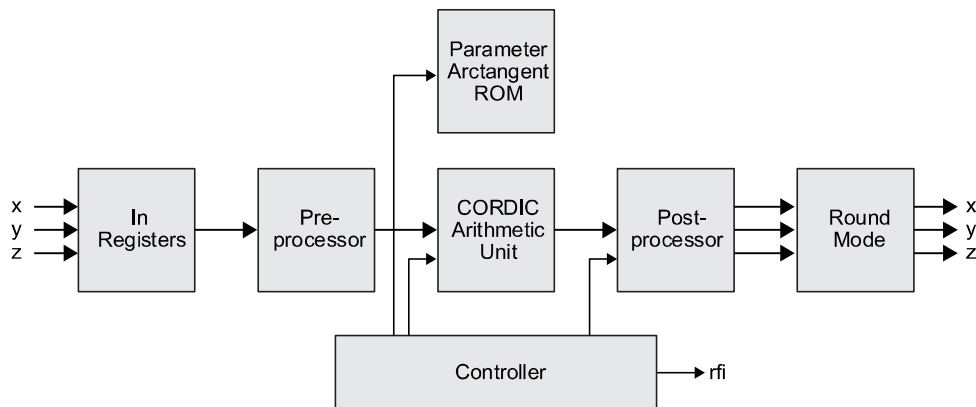 Parameter
Arctangent
ROM
x
y
z
In
Registers
Pre-
processor
CORDIC
Arithmetic
Unit
Post-
processor
Round
Mode
x
y
z
Controller
rfi